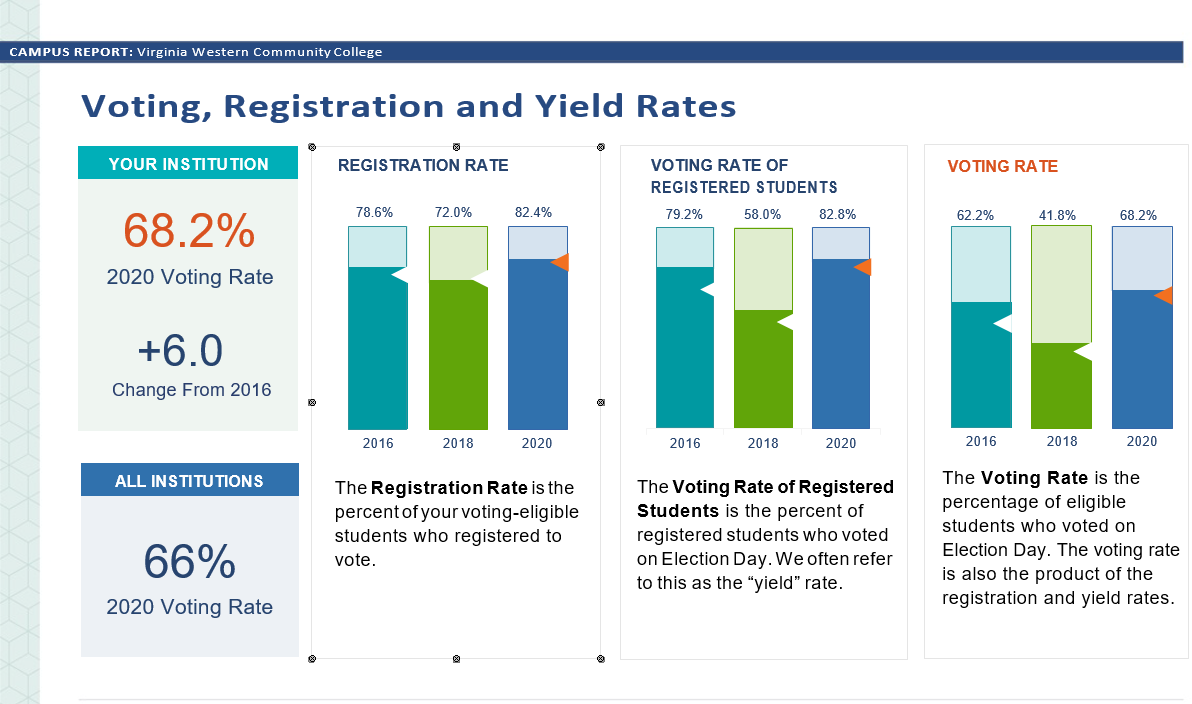 CAMPUS REPORT: Virginia Western Community College
Voting, Registration and Yield Rates
YOUR INSTITUTION
68.2%
2020 Voting Rate
+6.0
Change From 2016
ALL INSTITUTIONS
66%
2020 Voting Rate
REGISTRATION RATE
78.6% 72.0% 82.4%
2016 2018 2020
The Registration Rate is the
percent of your voting-eligible
students who registered to
vote.
VOTING RATE OF
REGISTERED STUDENTS
79.2% 58.0% 82.8%
2016 2018 2020
The Voting Rate of Registered
Students is the percent of
registered students who voted
on Election Day. We often refer
to this as the “yield” rate.
VOTING RATE
62.2% 41.8% 68.2%
2016 2018 2020
The Voting Rate is the
percentage of eligible
students who voted on
Election Day. The voting rate
is also the product of the
registration and yield rates.